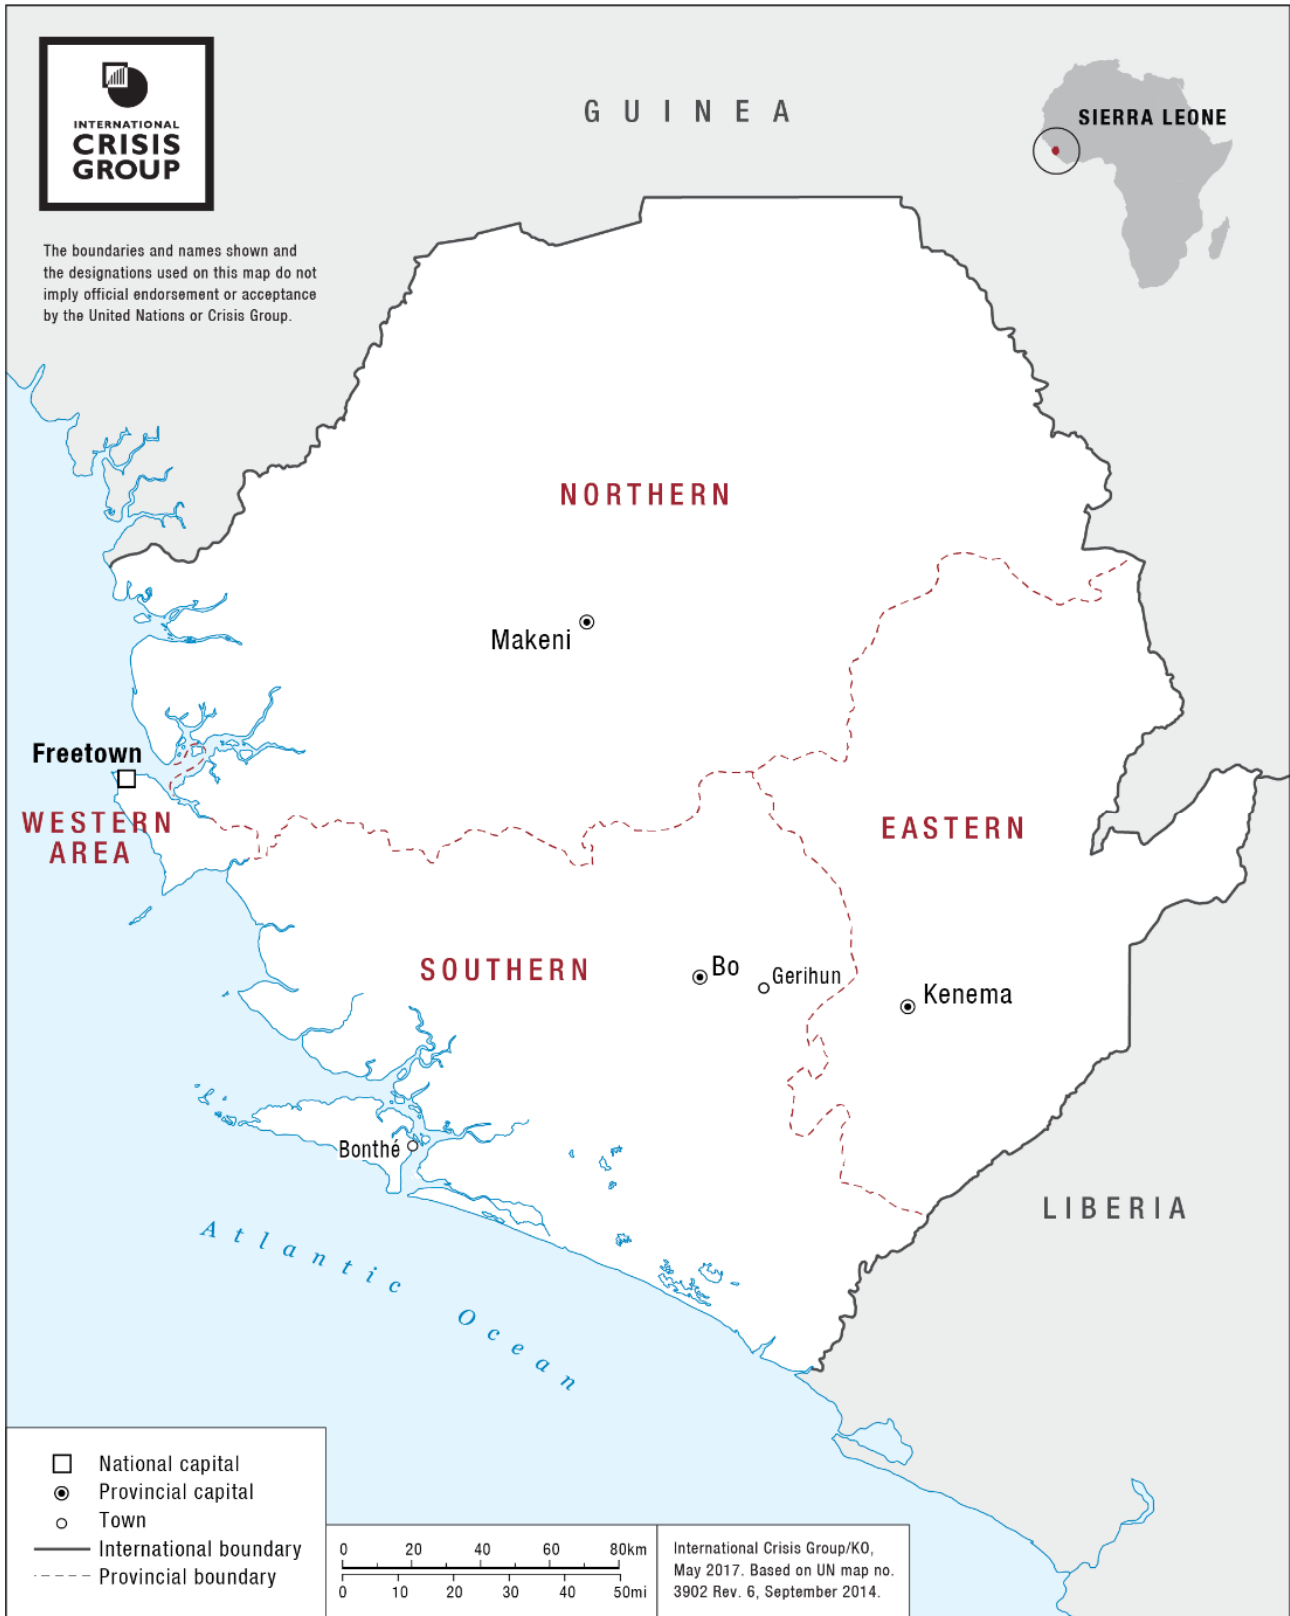 INTERNATIONAL
CRISIS
GROUP
GUINEA
SIERRA LEONE
The boundaries and names shown and
the designations used on this map do not
imply official endorsement or acceptance
by the United Nations or Crisis Group.
NORTHERN
Makeni
Freetown
WESTERN
AREA
EASTERN
SOUTHERN
Bo
Gerihun
Kenema
Bonthé
LIBERIA
Atlantic Ocean
National capital
Provincial capital
Town
International boundary
Provincial boundary
0 20 40 60 80km
0 10 20 30 40 50mi
International Crisis Group/KO,
May 2017. Based on UN map no.
3902 Rev. 6, September 2014.